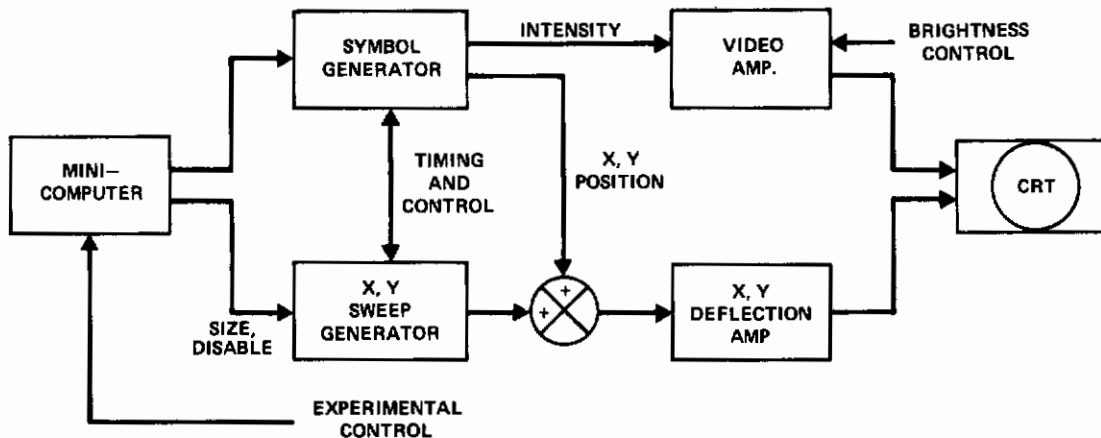 SYMBOL
GENERATOR
INTENSITY
VIDEO
AMP.
BRIGHTNESS
CONTROL
MINI–
COMPUTER
TIMING
AND
CONTROL
X, Y
POSITION
CRT
SIZE,
DISABLE
X, Y
SWEEP
GENERATOR
+
+
X, Y
DEFLECTION
AMP
EXPERIMENTAL
CONTROL